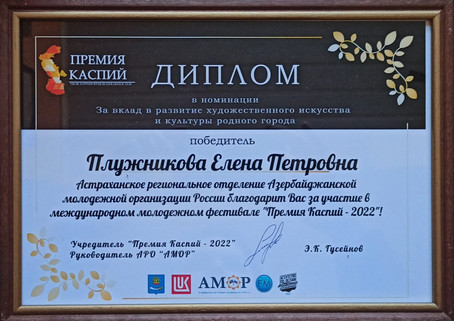 ПРЕМИЯ
КАСПИЙ
ДИПЛОМ
в номинации
За вклад в развитие художественного искусства
и культуры родного города
победитель
Плужникова Елена Петровна
Астраханское региональное отделение Азербайджанской
молодежной организации России благодарит Вас за участие в
международном молодежном фестивале "Премия Каспий - 2022"!
Учредитель "Премия Каспий - 2022"
Руководитель АРО "АМОР"
Э.К. Гусейнов
АМОР